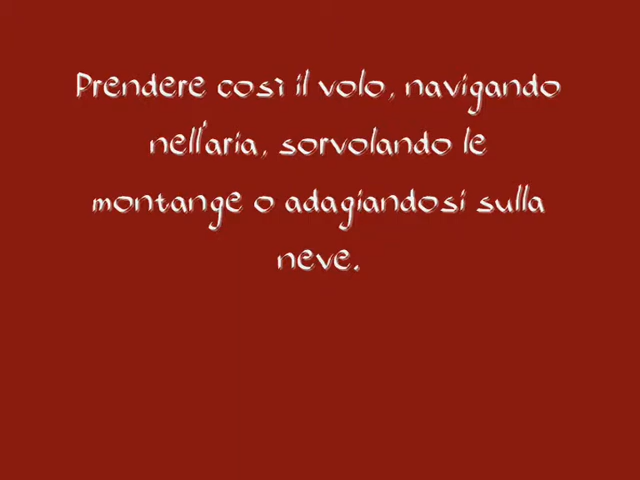 Prendere così il volo, navigando
nell'aria, sorvolando le
montange o adagiandosi sulla
neve.